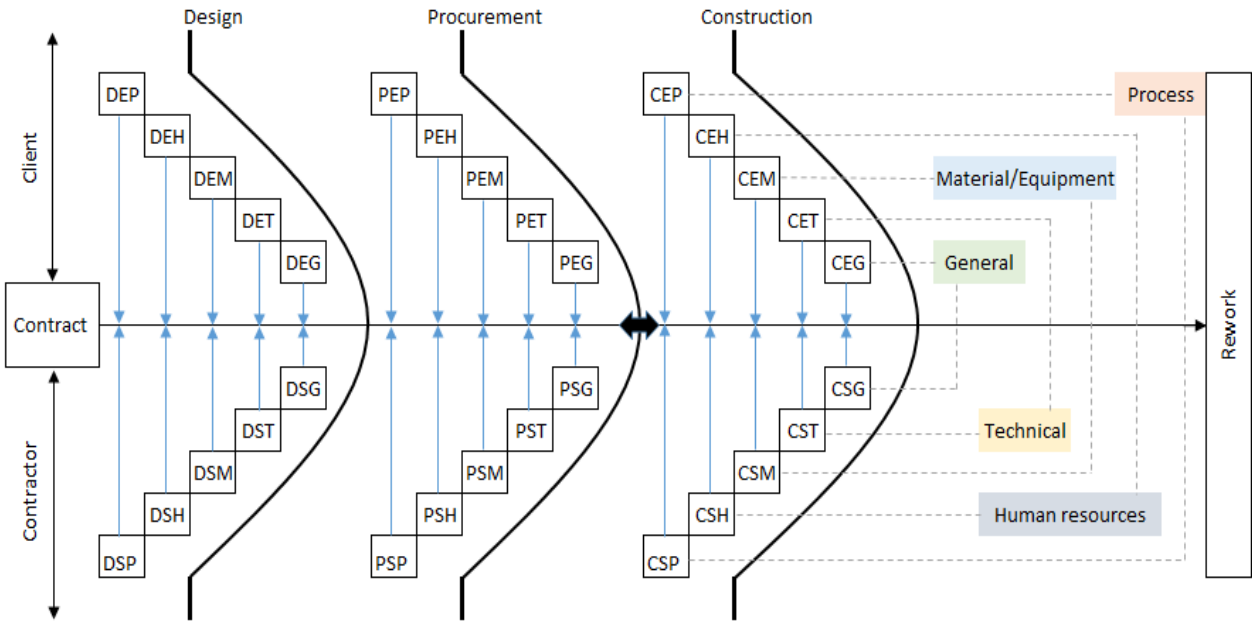 Design
Procurement
Construction
DEP
PEP
CEP
Process
DEH
PEH
CEH
Client
DEM
PEM
CEM
Material/Equipment
DET
PET
CET
DEG
PEG
CEG
General
Contract
Rework
DSG
PSG
CSG
DST
PST
CST
Technical
Contractor
DSM
PSM
CSM
DSH
PSH
CSH
Human resources
DSP
PSP
CSP